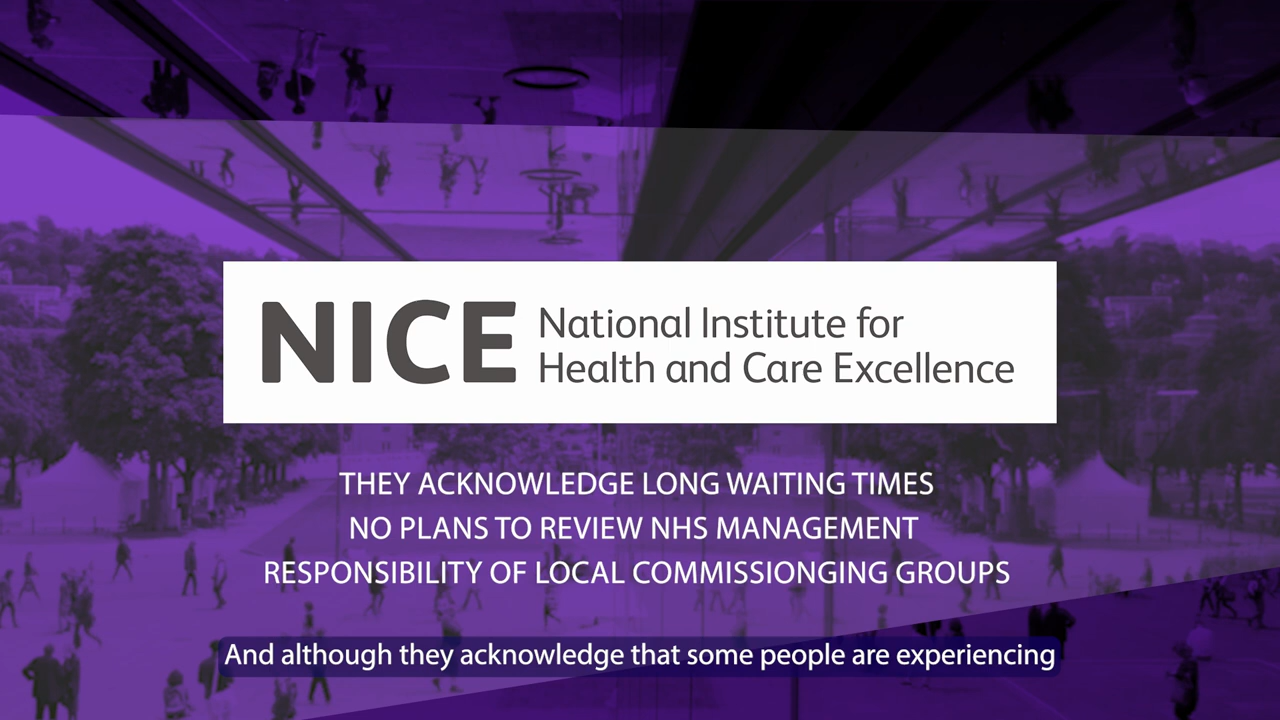 NICE
National Institute for
Health and Care Excellence
THEY ACKNOWLEDGE LONG WAITING TIMES
NO PLANS TO REVIEW NHS MANAGEMENT
RESPONSIBILITY OF LOCAL COMMISSIONGING GROUPS
And although they acknowledge that some people are experiencing